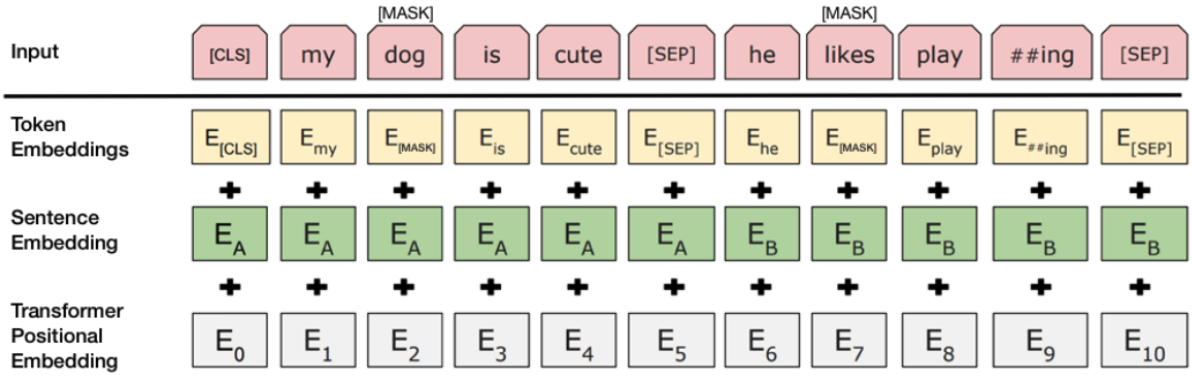 [MASK] [MASK]
Input [CLS] my dog is cute [SEP] he likes play ##ing [SEP]
Token
Embeddings
E[CLS] Emy E[MASK] Eis Ecute E[SEP] Ehe E[MASK] Eplay E##ing E[SEP]
+ + + + + + + + + + +
Sentence
Embedding
EA EA EA EA EA EA EB EB EB EB EB
+ + + + + + + + + + +
Transformer
Positional
Embedding
E0 E1 E2 E3 E4 E5 E6 E7 E8 E9 E10